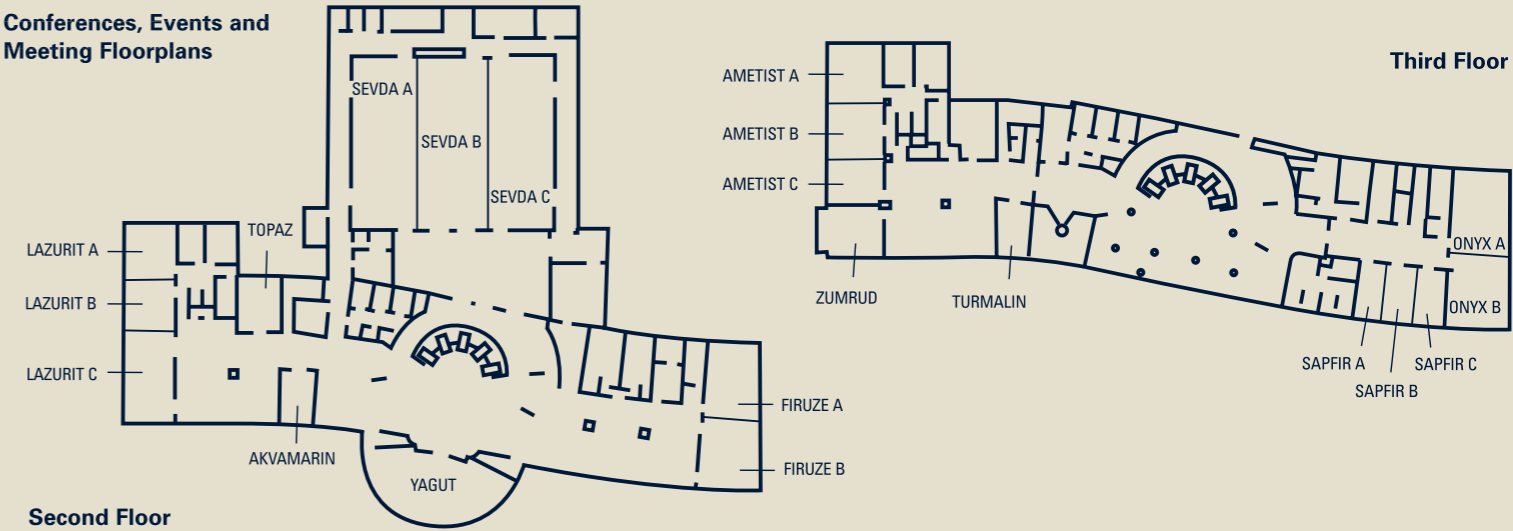 Conferences, Events and
Meeting Floorplans
SEVDA A
SEVDA B
SEVDA C
TOPAZ
LAZURIT A
LAZURIT B
LAZURIT C
AKVAMARIN
YAGUT
FIRUZE A
FIRUZE B
Second Floor
Third Floor
AMETIST A
AMETIST B
AMETIST C
ZUMRUD
TURMALIN
ONYX A
ONYX B
SAPFIR A
SAPFIR B
SAPFIR C